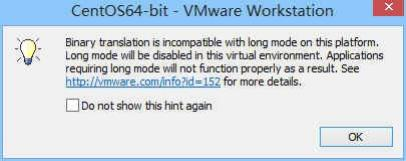 CentOS64-bit - VMware Workstation
Binary translation is incompatible with long mode on this platform.
Long mode will be disabled in this virtual environment. Applications
requiring long mode will not function properly as a result. See
http://vmware.com/info?id=152 for more details.
Do not show this hint again
OK